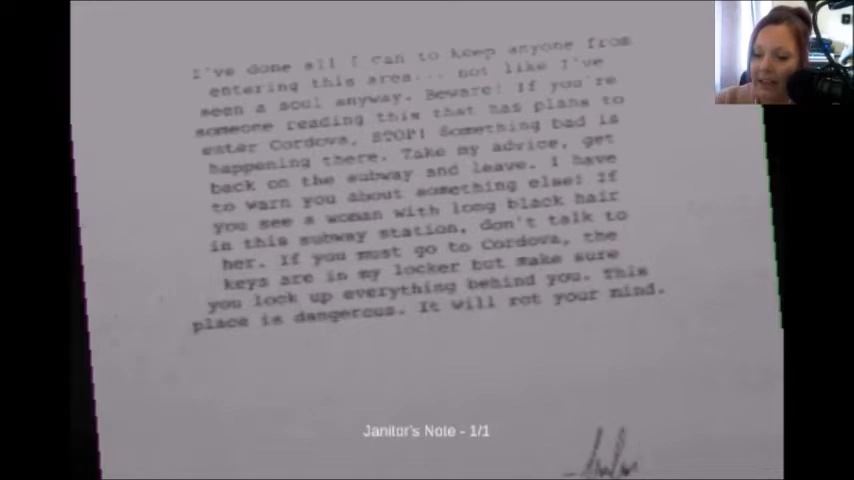 I've done all I can to keep anyone from
entering this area... not like I've
seen a soul anyway. Beware! If you're
someone reading this that has plans to
enter Cordova, STOP! Something bad is
happening there. Take my advice, get
back on the subway and leave. I have
to warn you about something else: If
you see a woman with long black hair
in this subway station, don't talk to
her. If you must go to Cordova, the
keys are in my locker but make sure
you lock up everything behind you. This
place is dangerous. It will rot your mind.
Janitor's Note - 1/1